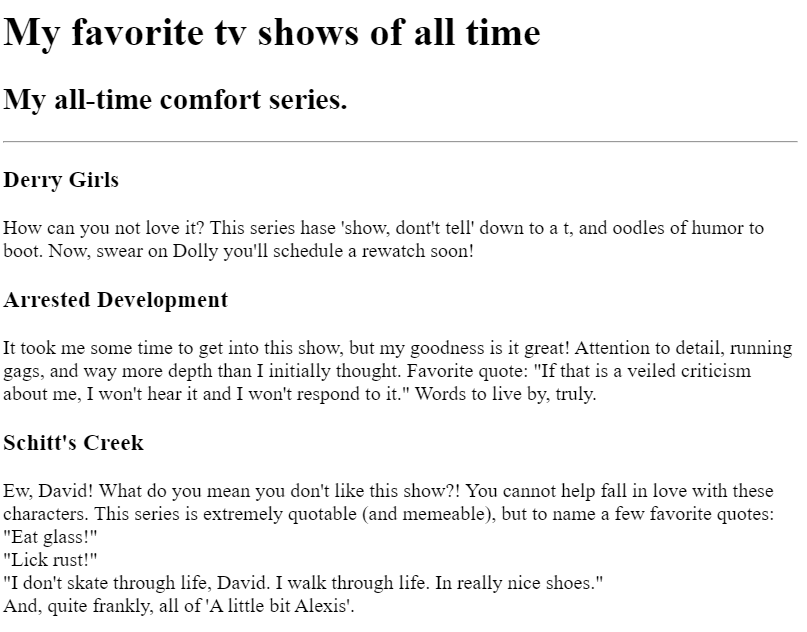 My favorite tv shows of all time
My all-time comfort series.
Derry Girls
How can you not love it? This series hase 'show, dont't tell' down to a t, and oodles of humor to
boot. Now, swear on Dolly you'll schedule a rewatch soon!
Arrested Development
It took me some time to get into this show, but my goodness is it great! Attention to detail, running
gags, and way more depth than I initially thought. Favorite quote: "If that is a veiled criticism
about me, I won't hear it and I won't respond to it." Words to live by, truly.
Schitt's Creek
Ew, David! What do you mean you don't like this show?! You cannot help fall in love with these
characters. This series is extremely quotable (and memeable), but to name a few favorite quotes:
"Eat glass!"
"Lick rust!"
"I don't skate through life, David. I walk through life. In really nice shoes."
And, quite frankly, all of 'A little bit Alexis'.